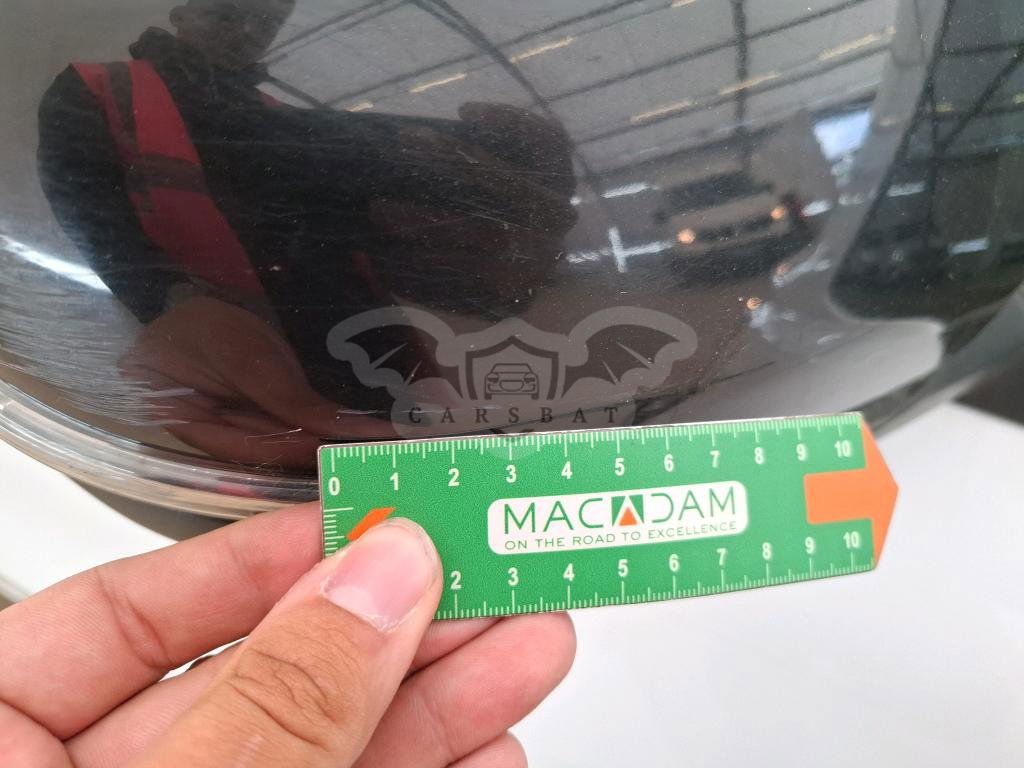 CARSBAT
0 1 2 3 4 5 6 7 8 9 10
MACADAM
ON THE ROAD TO EXCELLENCE
2 3 4 5 6 7 8 9 10